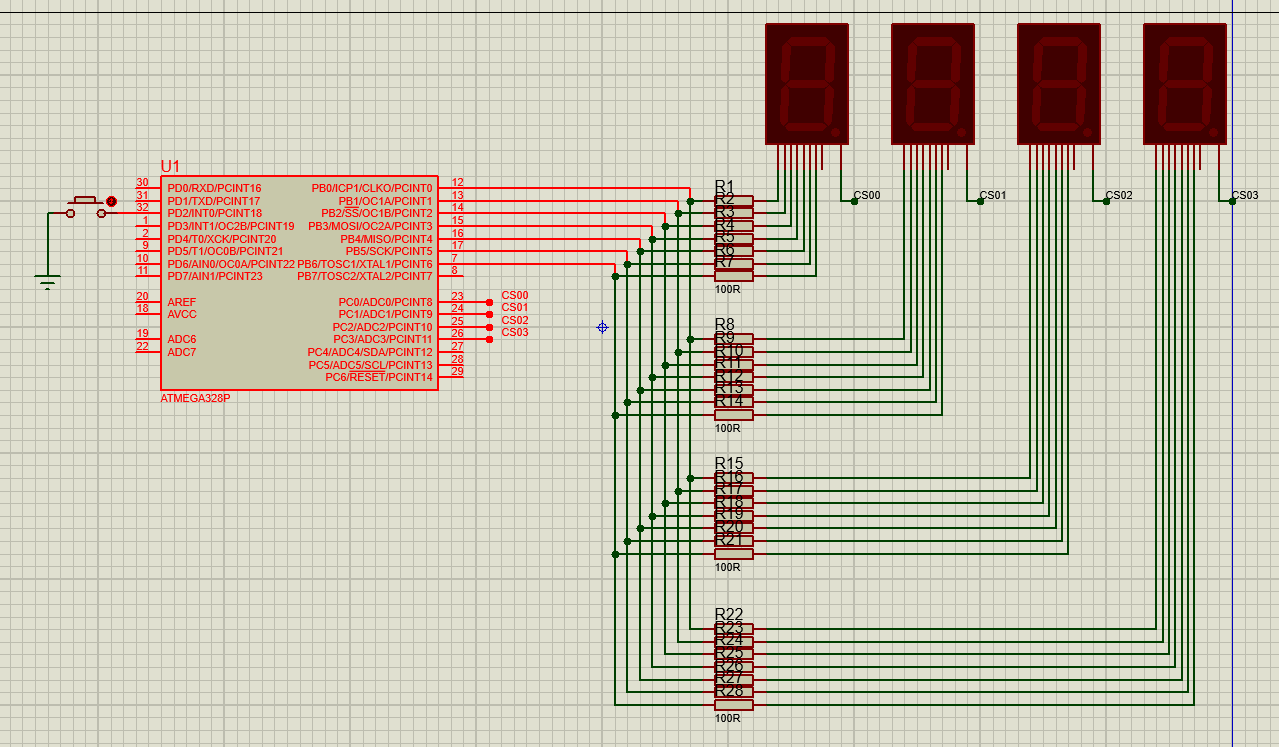 U1
30 PD0/RXD/PCINT16 PB0/ICP1/CLKO/PCINT0 12
31 PD1/TXD/PCINT17 PB1/OC1A/PCINT1 13
32 PD2/INT0/PCINT18 PB2/SS/OC1B/PCINT2 14
1 PD3/INT1/OC2B/PCINT19 PB3/MOSI/OC2A/PCINT3 15
2 PD4/T0/XCK/PCINT20 PB4/MISO/PCINT4 16
9 PD5/T1/OC0B/PCINT21 PB5/SCK/PCINT5 17
10 PD6/AIN0/OC0A/PCINT22 PB6/TOSC1/XTAL1/PCINT6 7
11 PD7/AIN1/PCINT23 PB7/TOSC2/XTAL2/PCINT7 8
20 AREF PC0/ADC0/PCINT8 23 CS00
18 AVCC PC1/ADC1/PCINT9 24 CS01
PC2/ADC2/PCINT10 25 CS02
19 ADC6 PC3/ADC3/PCINT11 26 CS03
22 ADC7 PC4/ADC4/SDA/PCINT12 27
PC5/ADC5/SCL/PCINT13 28
PC6/RESET/PCINT14 29
ATMEGA328P
CS00 CS01 CS02 CS03
R1
R2
R3
R4
R5
R6
R7
100R
R8
R9
R10
R11
R12
R13
R14
100R
R15
R16
R17
R18
R19
R20
R21
100R
R22
R23
R24
R25
R26
R27
R28
100R